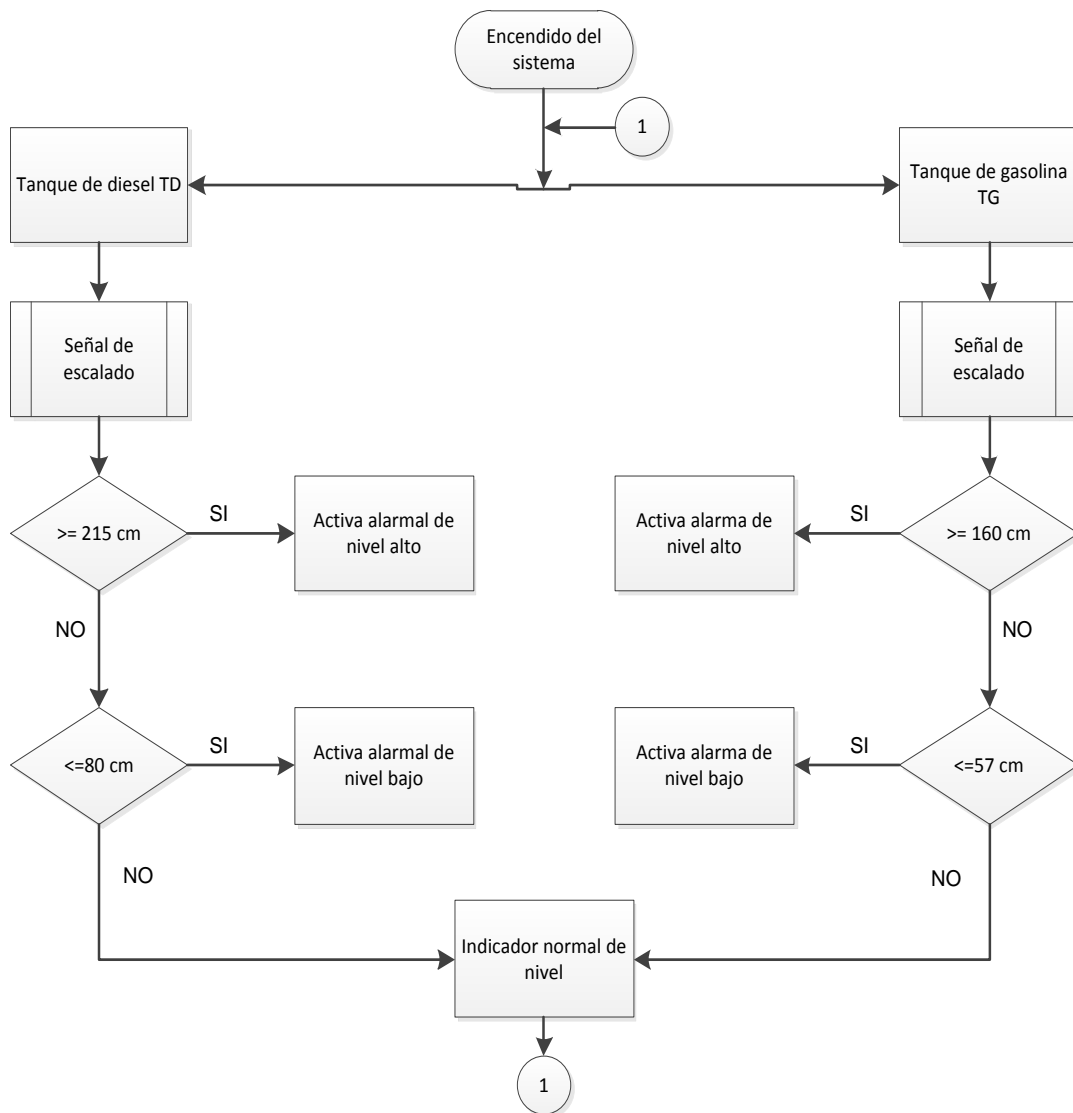 Encendido del
sistema
1
Tanque de diesel TD
Tanque de gasolina
TG
Señal de
escalado
Señal de
escalado
>= 215 cm
SI
Activa alarmal de
nivel alto
Activa alarma de
nivel alto
SI
>= 160 cm
NO
NO
<=80 cm
SI
Activa alarmal de
nivel bajo
Activa alarma de
nivel bajo
SI
<=57 cm
NO
NO
Indicador normal de
nivel
1